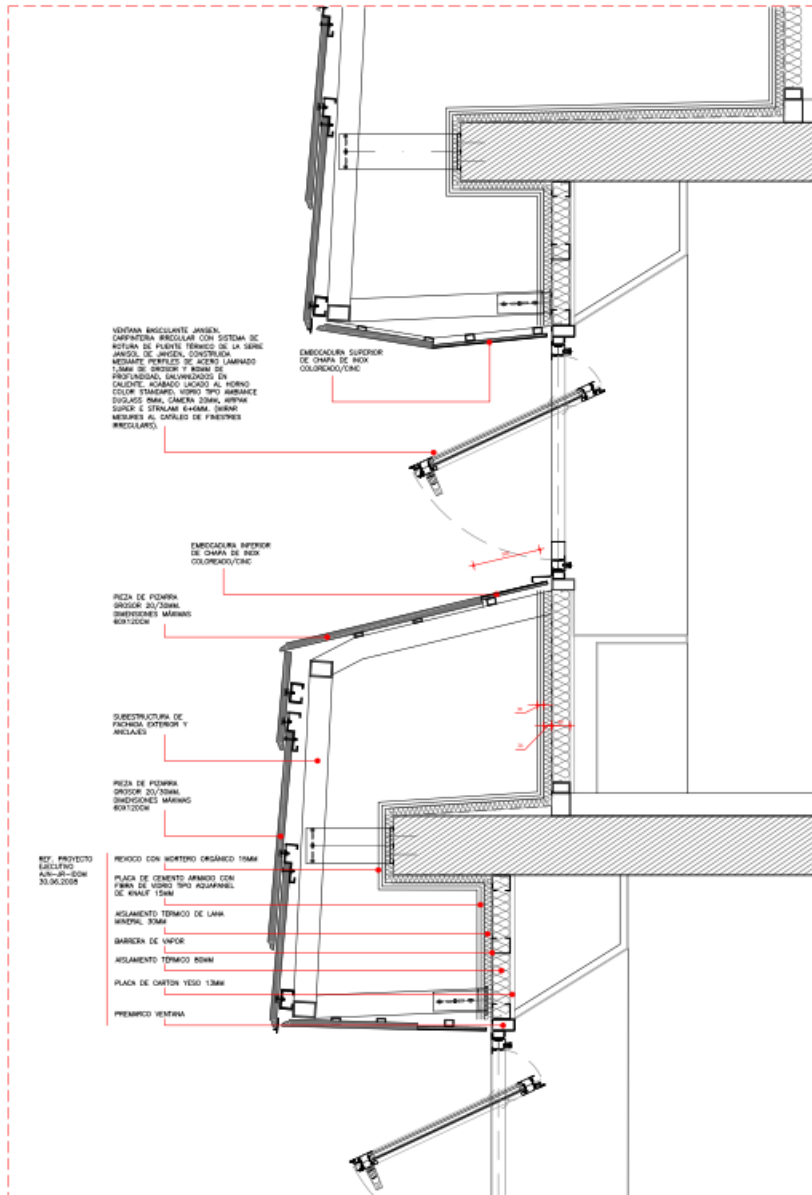 VENTANA BASCULANTE JANSEN.
CARPINTERIA IRREGULAR CON SISTEMA DE
ROTURA DE PUENTE TÉRMICO DE LA SERIE
JANISOL DE JANSEN, CONSTRUIDA
MEDIANTE PERFILES DE ACERO LAMINADO
1,5MM DE GROSOR Y 80MM DE
PROFUNDIDAD, GALVANIZADOS EN
CALIENTE. ACABADO LACADO AL HORNO
COLOR STANDARD, VIDRIO TIPO AMBIANCE
DUGLASS 8MM, CÁMERA 20MM, AIRPAK
SUPER E STRALAMI 6+6MM. (MIRAR
MESURES AL CATÀLEG DE FINESTRES
IRREGULARS).
EMBOCADURA SUPERIOR
DE CHAPA DE INOX
COLOREADO/CINC
EMBOCADURA INFERIOR
DE CHAPA DE INOX
COLOREADO/CINC
PIEZA DE PIZARRA
GROSOR 20/30MM.
DIMENSIONES MÁXIMAS
60X120CM
SUBESTRUCTURA DE
FACHADA EXTERIOR Y
ANCLAJES
PIEZA DE PIZARRA
GROSOR 20/30MM.
DIMENSIONES MÁXIMAS
60X120CM
REF. PROYECTO
EJECUTIVO
AJN-JR-IDOM
30.06.2008
REVOCO CON MORTERO ORGÁNICO 15MM
PLACA DE CEMENTO ARMADO CON
FIBRA DE VIDRIO TIPO AQUAPANEL
DE KNAUF 15MM
AISLAMIENTO TÉRMICO DE LANA
MINERAL 30MM
BARRERA DE VAPOR
AISLAMIENTO TÉRMICO 80MM
PLACA DE CARTON YESO 13MM
PREMARCO VENTANA